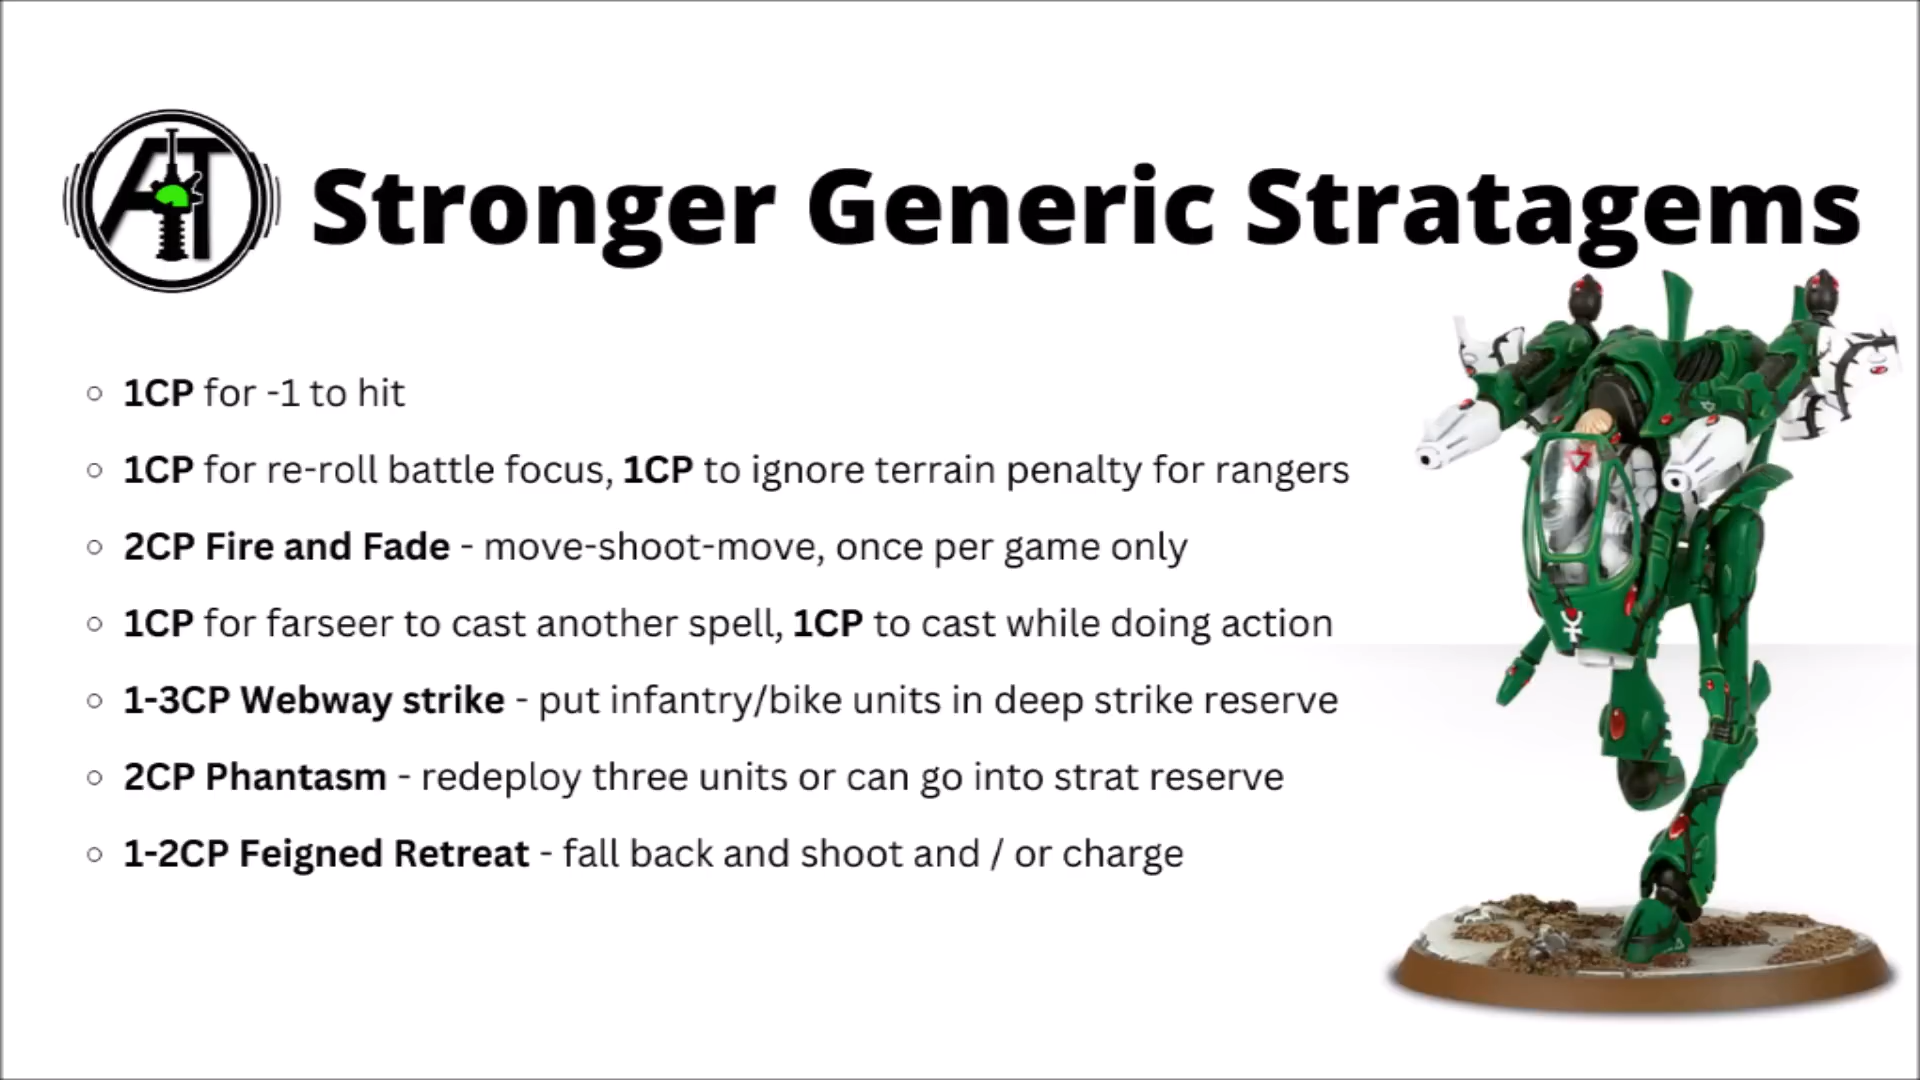 AT
Stronger Generic Stratagems
1CP for -1 to hit
1CP for re-roll battle focus, 1CP to ignore terrain penalty for rangers
2CP Fire and Fade - move-shoot-move, once per game only
1CP for farseer to cast another spell, 1CP to cast while doing action
1-3CP Webway strike - put infantry/bike units in deep strike reserve
2CP Phantasm - redeploy three units or can go into strat reserve
1-2CP Feigned Retreat - fall back and shoot and / or charge